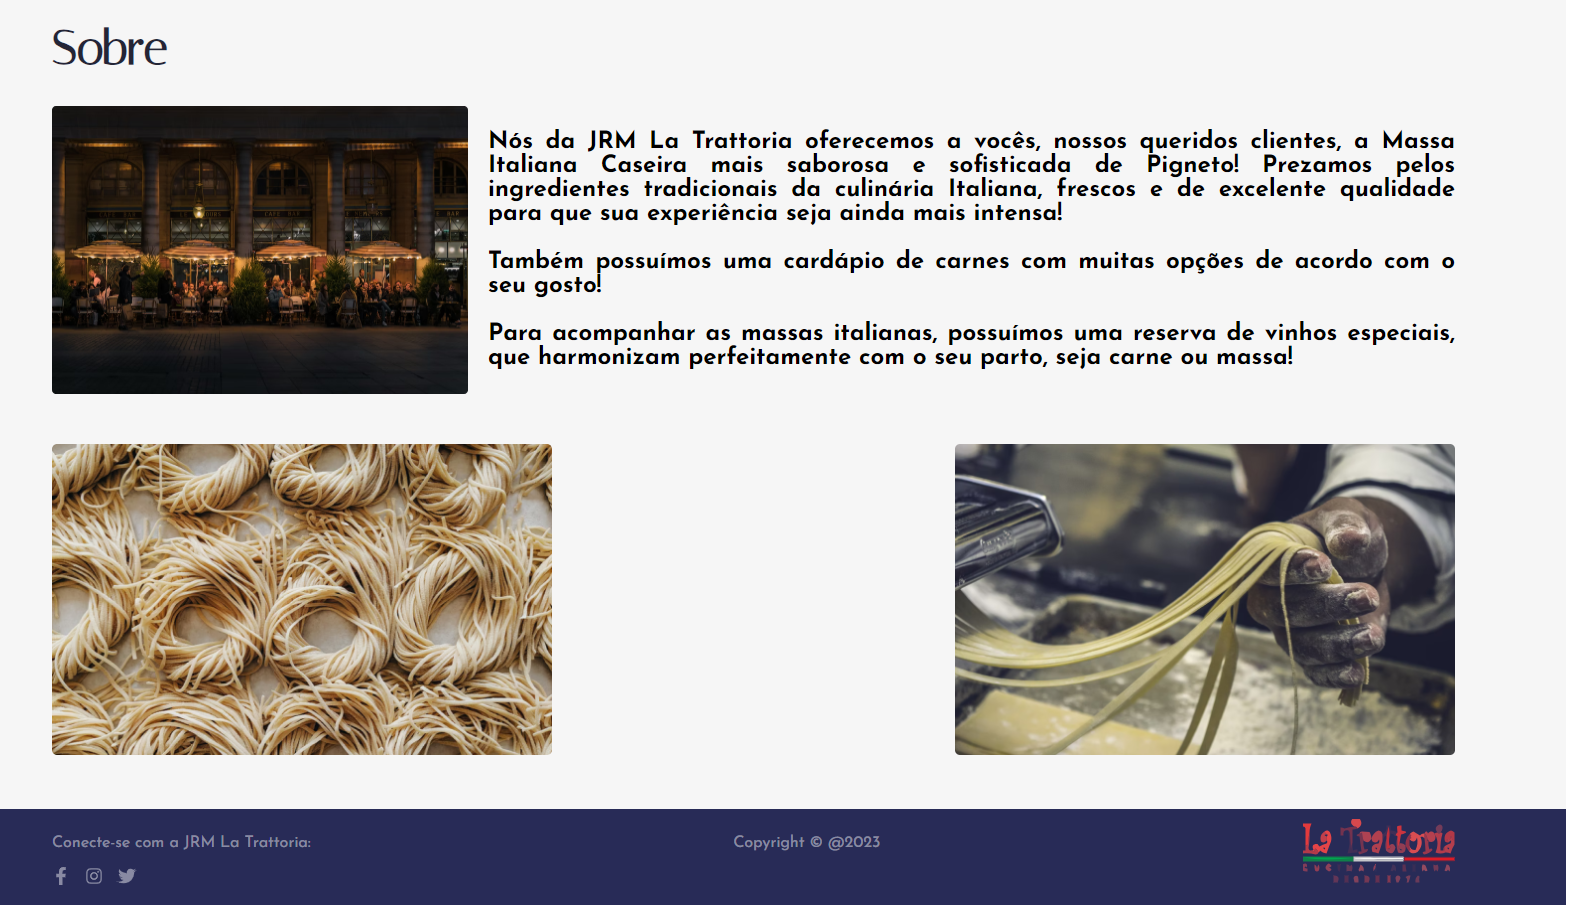 Sobre
Nós da JRM La Trattoria oferecemos a vocês, nossos queridos clientes, a Massa
Italiana Caseira mais saborosa e sofisticada de Pigneto! Prezamos pelos
ingredientes tradicionais da culinária Italiana, frescos e de excelente qualidade
para que sua experiência seja ainda mais intensa!
Também possuímos uma cardápio de carnes com muitas opções de acordo com o
seu gosto!
Para acompanhar as massas italianas, possuímos uma reserva de vinhos especiais,
que harmonizam perfeitamente com o seu parto, seja carne ou massa!
Conecte-se com a JRM La Trattoria:
Copyright © @2023
La Trattoria